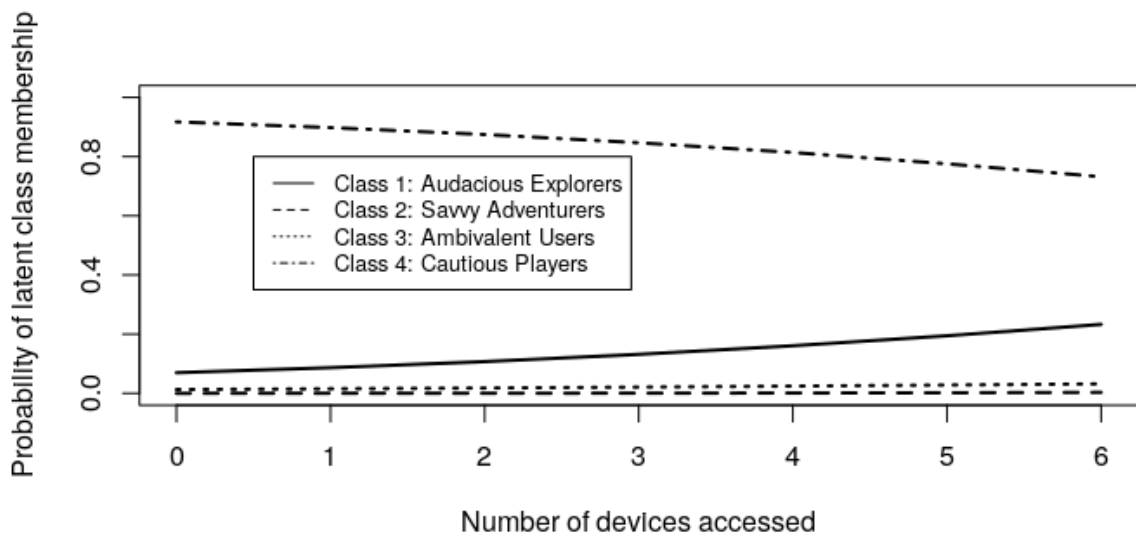 Probability of latent class membership
0.8
0.4
0.0
Class 1: Audacious Explorers
Class 2: Savvy Adventurers
Class 3: Ambivalent Users
Class 4: Cautious Players
0 1 2 3 4 5 6
Number of devices accessed